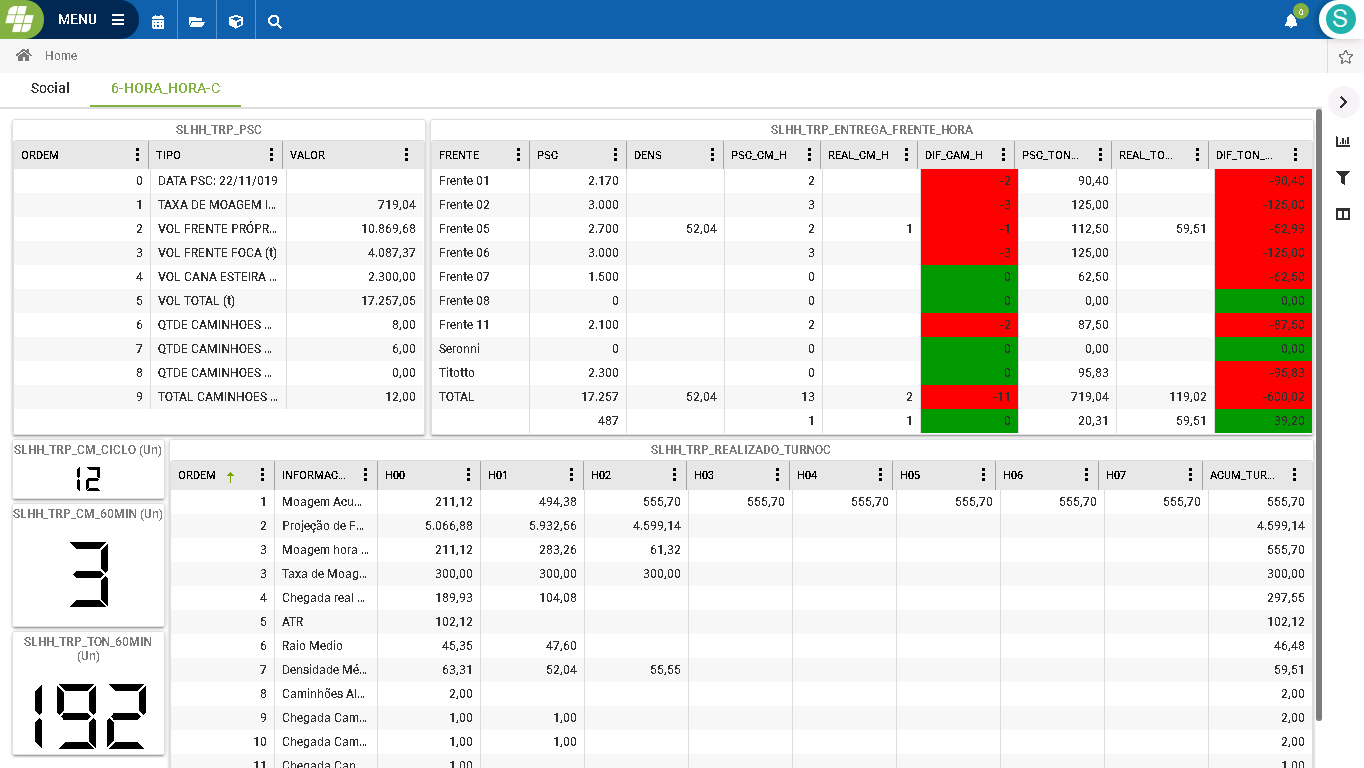 MENU
0
S
Home
Social 6-HORA_HORA-C
SLHH_TRP_PSC
ORDEM TIPO VALOR
0 DATA PSC: 22/11/019
1 TAXA DE MOAGEM I... 719,04
2 VOL FRENTE PRÓPR... 10.869,68
3 VOL FRENTE FOCA (t) 4.087,37
4 VOL CANA ESTEIRA ... 2.300,00
5 VOL TOTAL (t) 17.257,05
6 QTDE CAMINHOES ... 8,00
7 QTDE CAMINHOES ... 6,00
8 QTDE CAMINHOES ... 0,00
9 TOTAL CAMINHOES ... 12,00
SLHH_TRP_ENTREGA_FRENTE_HORA
FRENTE PSC DENS PSC_CM_H REAL_CM_H DIF_CAM_H PSC_TON... REAL_TO... DIF_TON_...
Frente 01 2.170 2 -2 90,40 -90,40
Frente 02 3.000 3 -3 125,00 -125,00
Frente 05 2.700 52,04 2 1 -1 112,50 59,51 -52,99
Frente 06 3.000 3 -3 125,00 -125,00
Frente 07 1.500 0 0 62,50 -62,50
Frente 08 0 0 0 0,00 0,00
Frente 11 2.100 2 -2 87,50 -87,50
Seronni 0 0 0 0,00 0,00
Titotto 2.300 0 0 95,83 -95,83
TOTAL 17.257 52,04 13 2 -11 719,04 119,02 -600,02
487 1 1 0 20,31 59,51 39,20
SLHH_TRP_CM_CICLO (Un)
12
SLHH_TRP_CM_60MIN (Un)
3
SLHH_TRP_TON_60MIN
(Un)
192
SLHH_TRP_REALIZADO_TURNOC
ORDEM INFORMAC... H00 H01 H02 H03 H04 H05 H06 H07 ACUM_TUR...
1 Moagem Acu... 211,12 494,38 555,70 555,70 555,70 555,70 555,70 555,70 555,70
2 Projeção de F... 5.066,88 5.932,56 4.599,14 4.599,14
3 Moagem hora ... 211,12 283,26 61,32 555,70
3 Taxa de Moag... 300,00 300,00 300,00 300,00
4 Chegada real ... 189,93 104,08 297,55
5 ATR 102,12 102,12
6 Raio Medio 45,35 47,60 46,48
7 Densidade Mé... 63,31 52,04 55,55 59,51
8 Caminhões Al... 2,00 2,00
9 Chegada Cam... 1,00 1,00 2,00
10 Chegada Cam... 1,00 1,00 2,00
11 Chegada Can... 1,00 1,00